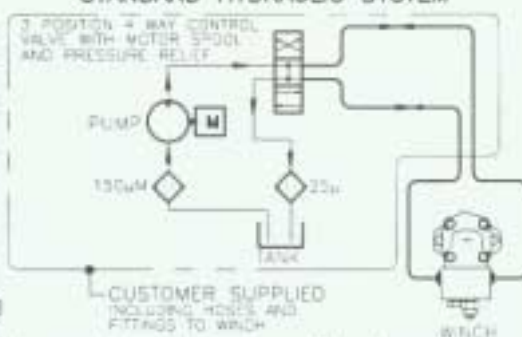 STANDARD HYDRAULIC SYSTEM
3 POSITION 4 WAY CONTROL
VALVE WITH MOTOR SPOOL
AND PRESSURE RELIEF
PUMP
M
150µM
25µ
TANK
CUSTOMER SUPPLIED
INCLUDING HOSES AND
FITTINGS TO WINCH
WINCH